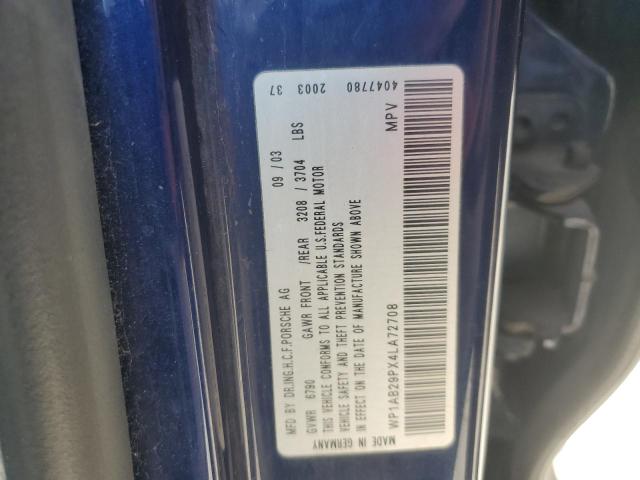 MFD BY DR.ING.H.C.F.PORSCHE AG 09 / 03
GVWR 6790 GAWR FRONT /REAR 3208 / 3704 LBS
THIS VEHICLE CONFORMS TO ALL APPLICABLE U.S.FEDERAL MOTOR
VEHICLE SAFETY AND THEFT PREVENTION STANDARDS
IN EFFECT ON THE DATE OF MANUFACTURE SHOWN ABOVE
MADE IN GERMANY
WP1AB29PX4LA72708 MPV
4047780 2003 37